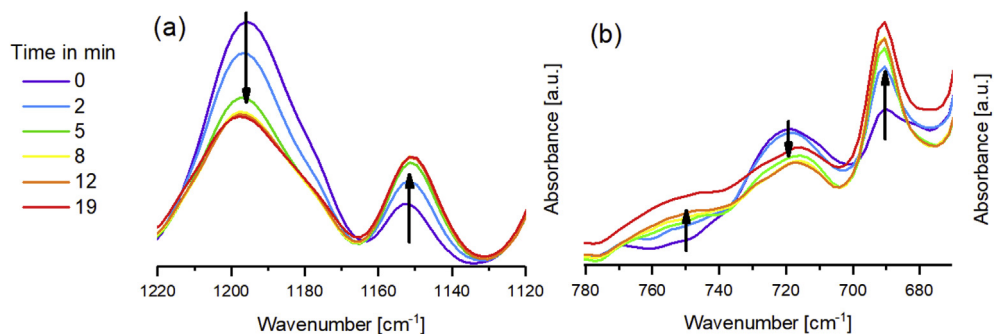 Time in min
0
2
5
8
12
19
(a)
1220 1200 1180 1160 1140 1120
Wavenumber [cm-1]
Absorbance [a.u.]
(b)
780 760 740 720 700 680
Wavenumber [cm-1]
Absorbance [a.u.]